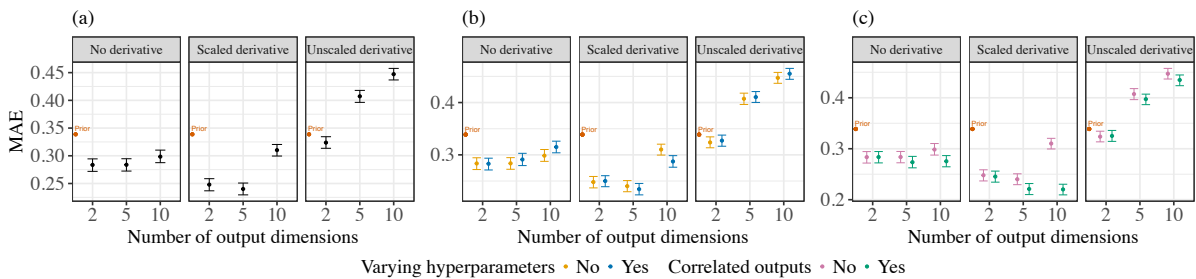 (a)
No derivative
Scaled derivative
Unscaled derivative
MAE
0.45
0.40
0.35
0.30
0.25
Prior
Prior
Prior
2 5 10 2 5 10 2 5 10
Number of output dimensions
(b)
No derivative
Scaled derivative
Unscaled derivative
0.4
0.3
Prior
Prior
Prior
2 5 10 2 5 10 2 5 10
Number of output dimensions
(c)
No derivative
Scaled derivative
Unscaled derivative
0.4
0.3
0.2
Prior
Prior
Prior
2 5 10 2 5 10 2 5 10
Number of output dimensions
Varying hyperparameters No Yes Correlated outputs No Yes